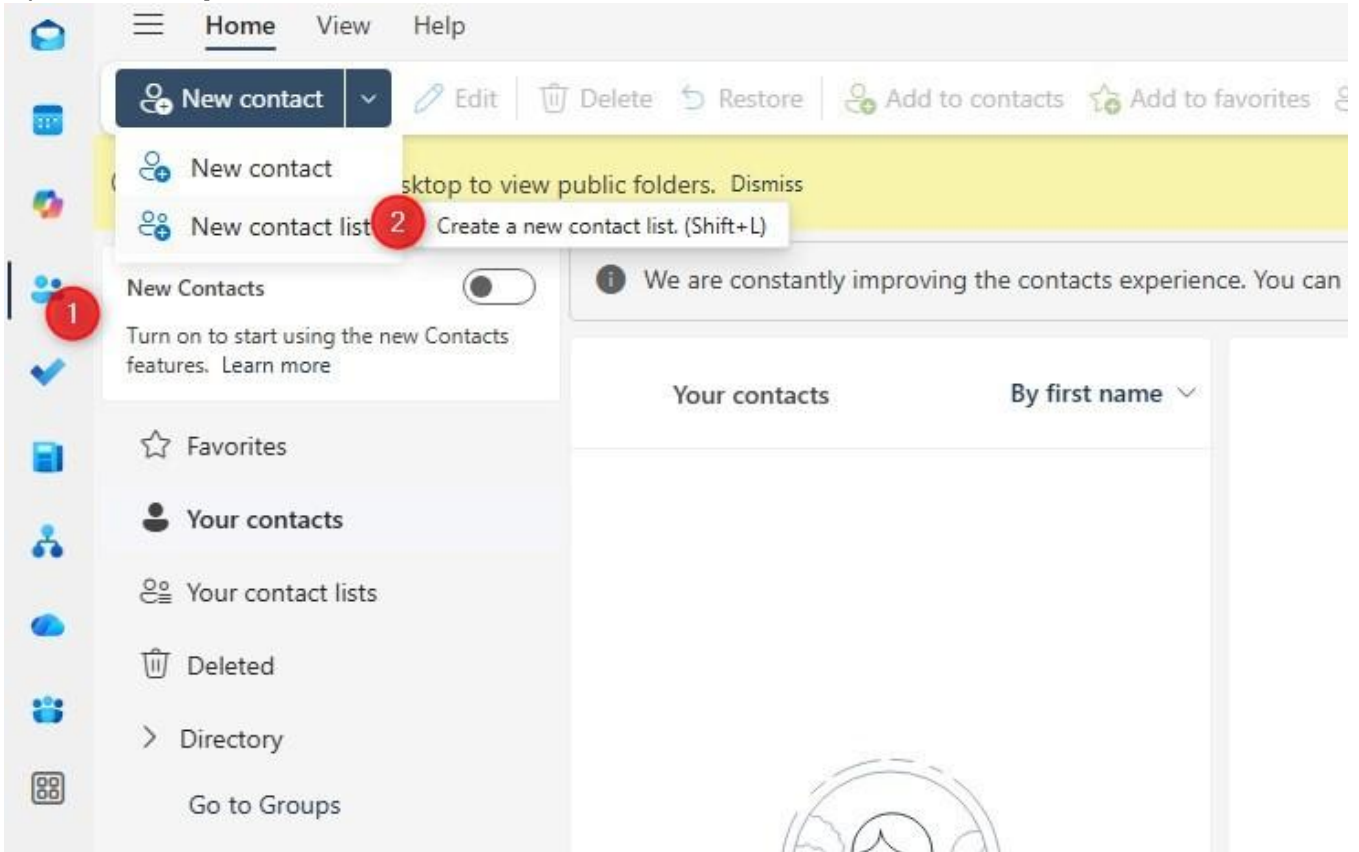 Home View Help
New contact Edit Delete Restore Add to contacts Add to favorites
New contact
sktop to view public folders. Dismiss
New contact list 2 Create a new contact list. (Shift+L)
New Contacts
We are constantly improving the contacts experience. You can
1
Turn on to start using the new Contacts
features. Learn more
Your contacts By first name
Favorites
Your contacts
Your contact lists
Deleted
Directory
Go to Groups